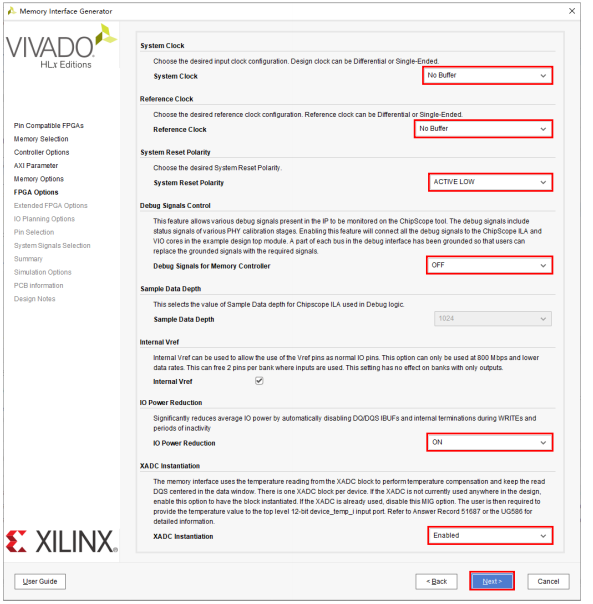 Memory Interface Generator
VIVADO
HLx Editions
Pin Compatible FPGAs
Memory Selection
Controller Options
AXI Parameter
Memory Options
FPGA Options
Extended FPGA Options
IO Planning Options
Pin Selection
System Signals Selection
Summary
Simulation Options
PCB Information
Design Notes
XILINX
System Clock
Choose the desired input clock configuration. Design clock can be Differential or Single-Ended.
System Clock No Buffer
Reference Clock
Choose the desired reference clock configuration. Reference clock can be Differential or Single-Ended.
Reference Clock No Buffer
System Reset Polarity
Choose the desired System Reset Polarity.
System Reset Polarity ACTIVE LOW
Debug Signals Control
This feature allows various debug signals present in the IP to be monitored on the ChipScope tool. The debug signals include
status signals of various PHY calibration stages. Enabling this feature will connect all the debug signals to the ChipScope ILA and
VIO cores in the example design top module. A part of each bus in the debug interface has been grounded so that users can
replace the grounded signals with the required signals.
Debug Signals for Memory Controller OFF
Sample Data Depth
This selects the value of Sample Data depth for Chipscope ILA used in Debug logic.
Sample Data Depth 1024
Internal Vref
Internal Vref can be used to allow the use of the Vref pins as normal IO pins. This option can only be used at 800 Mbps and lower
data rates. This can free 2 pins per bank where inputs are used. This setting has no effect on banks with only outputs.
Internal Vref
IO Power Reduction
Significantly reduces average IO power by automatically disabling DQ/DQS IBUFs and internal terminations during WRITEs and
periods of inactivity
IO Power Reduction ON
XADC Instantiation
The memory interface uses the temperature reading from the XADC block to perform temperature compensation and keep the read
DQS centered in the data window. There is one XADC block per device. If the XADC is not currently used anywhere in the design,
enable this option to have the block instantiated. If the XADC is already used, disable this MIG option. The user is then required to
provide the temperature value to the top level 12-bit device_temp_i input port. Refer to Answer Record 51687 or the UG586 for
detailed information.
XADC Instantiation Enabled
User Guide < Back Next > Cancel